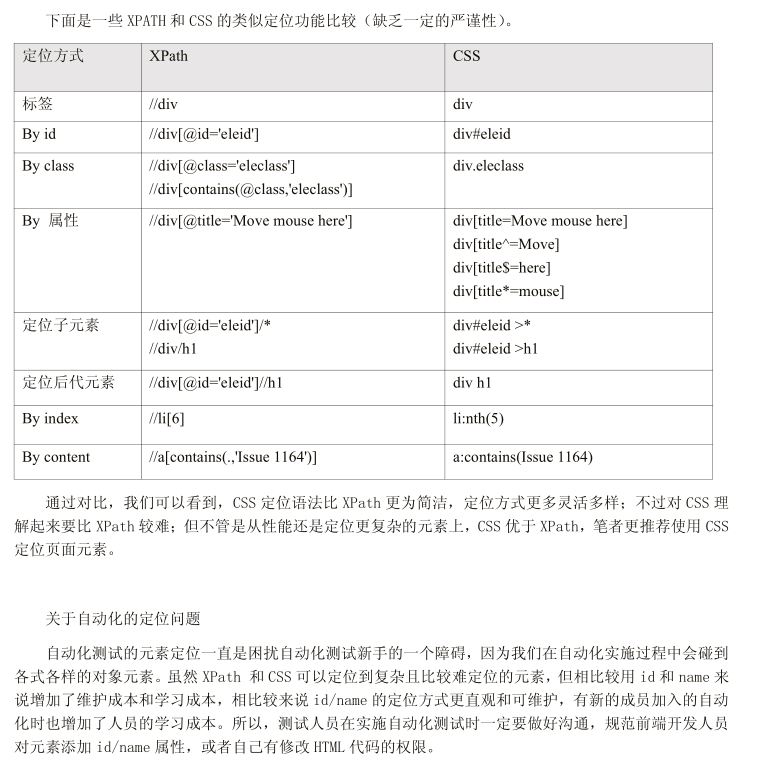 下面是一些 XPATH 和 CSS 的类似定位功能比较（缺乏一定的严谨性）。
定位方式 XPath CSS
标签 //div div
By id //div[@id='eleid'] div#eleid
By class //div[@class='eleclass'] div.eleclass
//div[contains(@class,'eleclass')]
By 属性 //div[@title='Move mouse here'] div[title=Move mouse here]
div[title^=Move]
div[title$=here]
div[title*=mouse]
定位子元素 //div[@id='eleid']/* div#eleid >*
//div/h1 div#eleid >h1
定位后代元素 //div[@id='eleid']//h1 div h1
By index //li[6] li:nth(5)
By content //a[contains(.,'Issue 1164')] a:contains(Issue 1164)
通过对比，我们可以看到，CSS 定位语法比 XPath 更为简洁，定位方式更多灵活多样；不过对 CSS 理
解起来要比 XPath 较难；但不管是从性能还是定位更复杂的元素上，CSS 优于 XPath，笔者更推荐使用 CSS
定位页面元素。
关于自动化的定位问题
自动化测试的元素定位一直是困扰自动化测试新手的一个障碍，因为我们在自动化实施过程中会碰到
各式各样的对象元素。虽然 XPath 和 CSS 可以定位到复杂且比较难定位的元素，但相比较用 id 和 name 来
说增加了维护成本和学习成本，相比较来说 id/name 的定位方式更直观和可维护，有新的成员加入的自动
化时也增加了人员的学习成本。所以，测试人员在实施自动化测试时一定要做好沟通，规范前端开发人员
对元素添加 id/name 属性，或者自己有修改 HTML 代码的权限。